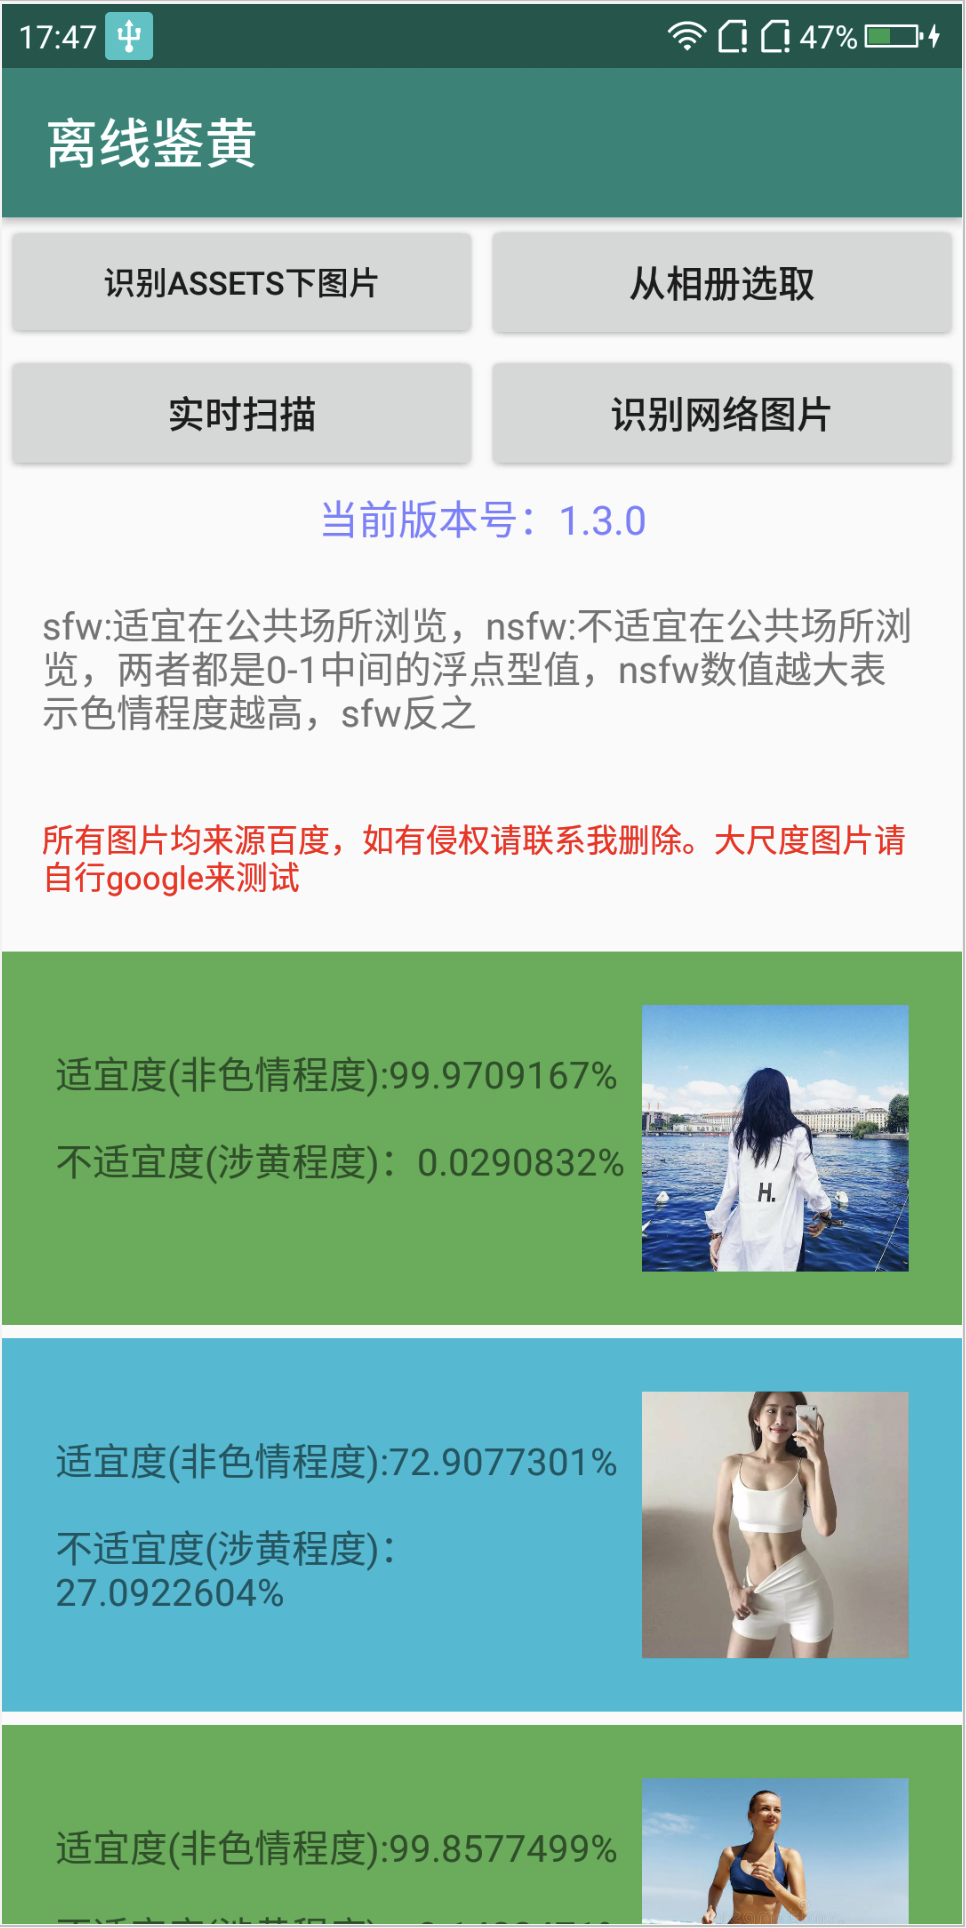 17:47
47%
离线鉴黄
识别ASSETS下图片
从相册选取
实时扫描
识别网络图片
当前版本号：1.3.0
sfw:适宜在公共场所浏览，nsfw:不适宜在公共场所浏
览，两者都是0-1中间的浮点型值，nsfw数值越大表
示色情程度越高，sfw反之
所有图片均来源百度，如有侵权请联系我删除。大尺度图片请
自行google来测试
适宜度(非色情程度):99.9709167%
不适宜度(涉黄程度)：0.0290832%
H.
适宜度(非色情程度):72.9077301%
不适宜度(涉黄程度)：
27.0922604%
适宜度(非色情程度):99.8577499%